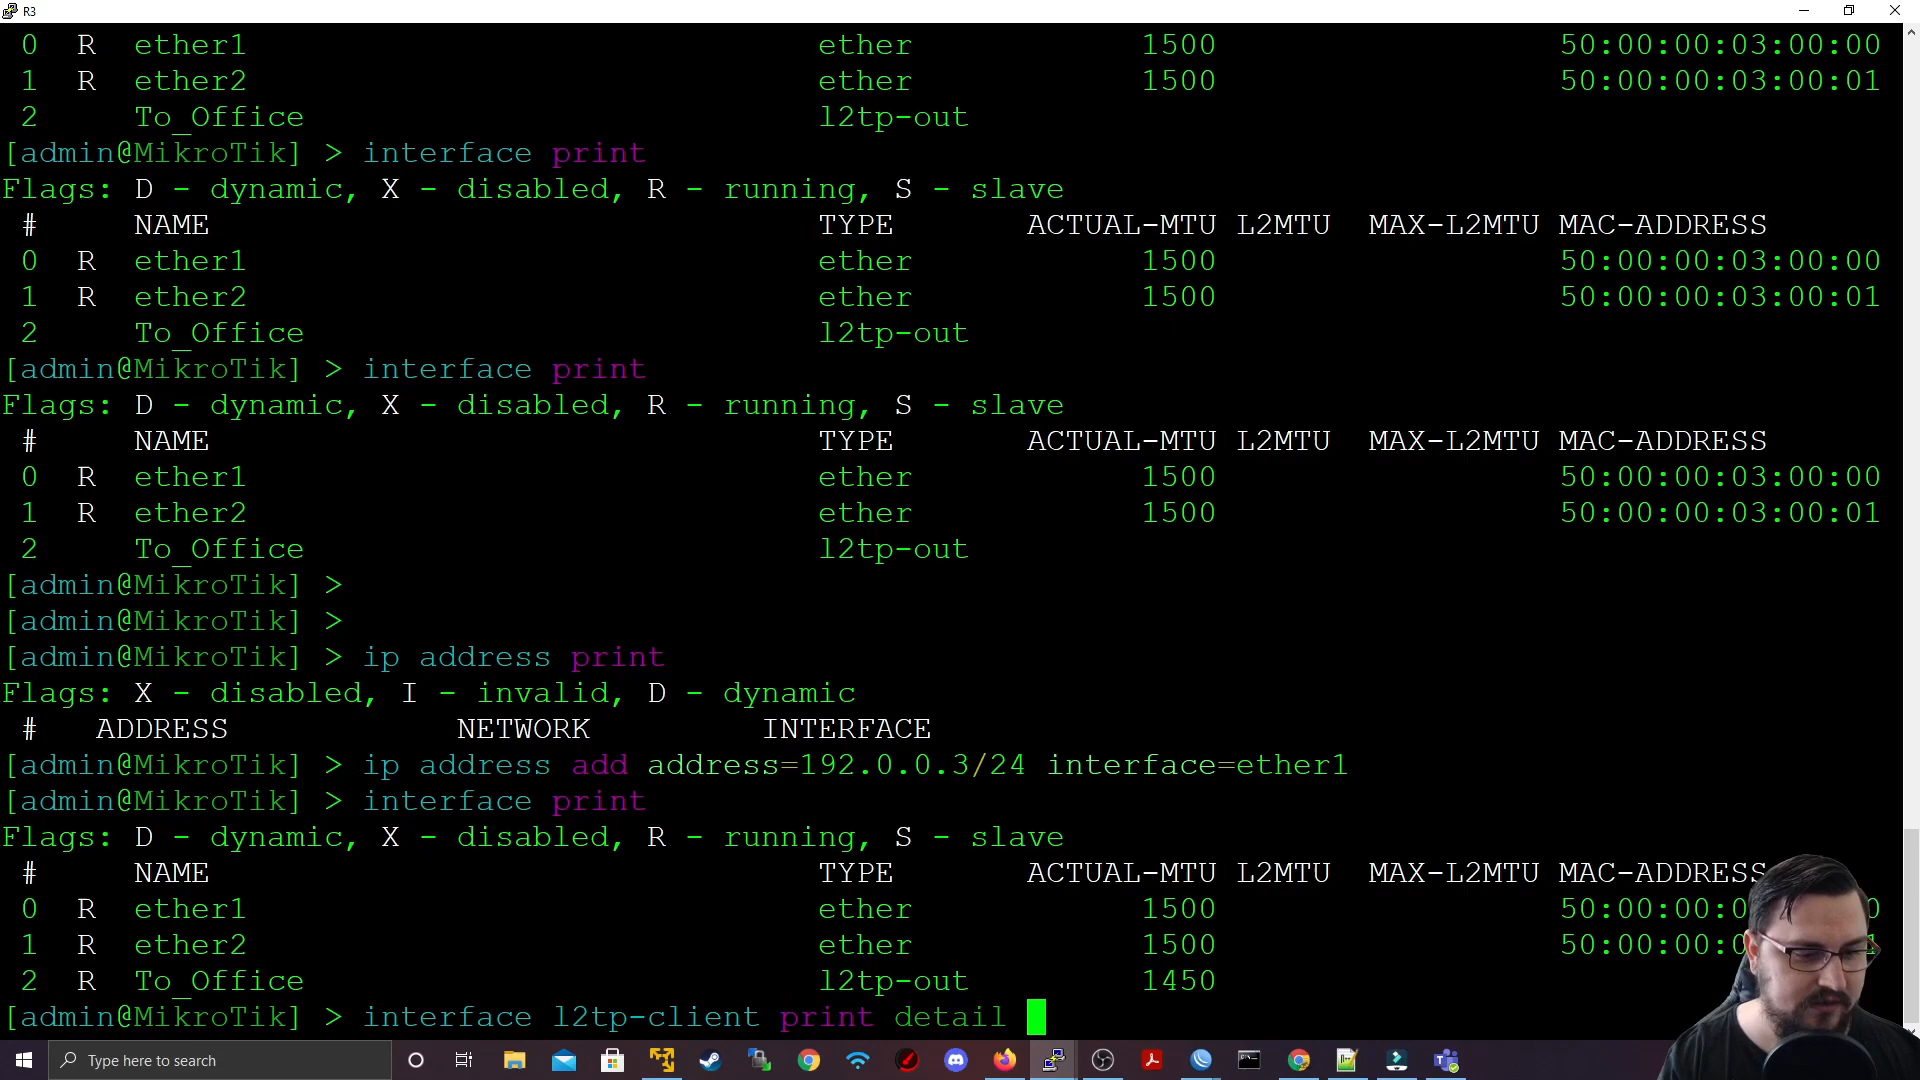 R3
0 R ether1 ether 1500 50:00:00:03:00:00
1 R ether2 ether 1500 50:00:00:03:00:01
2 To_Office l2tp-out
[admin@MikroTik] > interface print
Flags: D - dynamic, X - disabled, R - running, S - slave
# NAME TYPE ACTUAL-MTU L2MTU MAX-L2MTU MAC-ADDRESS
0 R ether1 ether 1500 50:00:00:03:00:00
1 R ether2 ether 1500 50:00:00:03:00:01
2 To_Office l2tp-out
[admin@MikroTik] > interface print
Flags: D - dynamic, X - disabled, R - running, S - slave
# NAME TYPE ACTUAL-MTU L2MTU MAX-L2MTU MAC-ADDRESS
0 R ether1 ether 1500 50:00:00:03:00:00
1 R ether2 ether 1500 50:00:00:03:00:01
2 To_Office l2tp-out
[admin@MikroTik] >
[admin@MikroTik] >
[admin@MikroTik] > ip address print
Flags: X - disabled, I - invalid, D - dynamic
# ADDRESS NETWORK INTERFACE
[admin@MikroTik] > ip address add address=192.0.0.3/24 interface=ether1
[admin@MikroTik] > interface print
Flags: D - dynamic, X - disabled, R - running, S - slave
# NAME TYPE ACTUAL-MTU L2MTU MAX-L2MTU MAC-ADDRESS
0 R ether1 ether 1500
1 R ether2 ether 1500
2 R To_Office l2tp-out 1450
[admin@MikroTik] > interface l2tp-client print detail
Type here to search